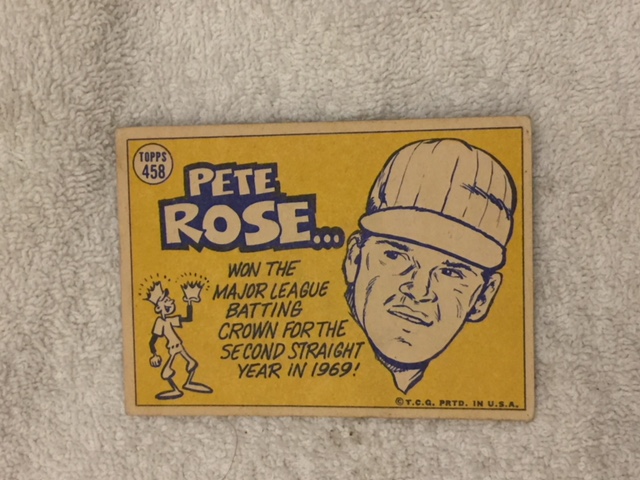 TOPPS
458
PETE
ROSE...
WON THE
MAJOR LEAGUE
BATTING
CROWN FOR THE
SECOND STRAIGHT
YEAR IN 1969!
© T.C.G. PRTD. IN U.S.A.